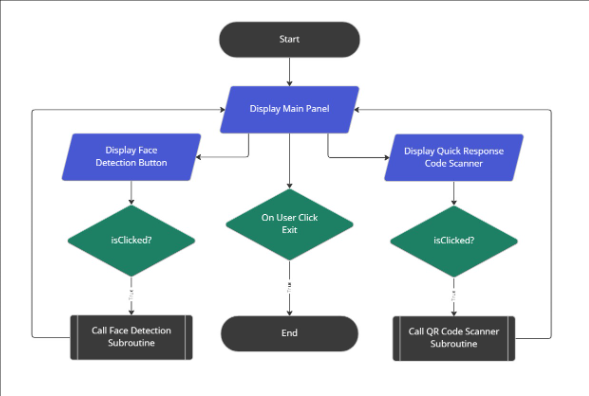 Start
Display Main Panel
Display Face
Detection Button
Display Quick Response
Code Scanner
On User Click
Exit
isClicked?
isClicked?
Call Face Detection
Subroutine
End
Call QR Code Scanner
Subroutine